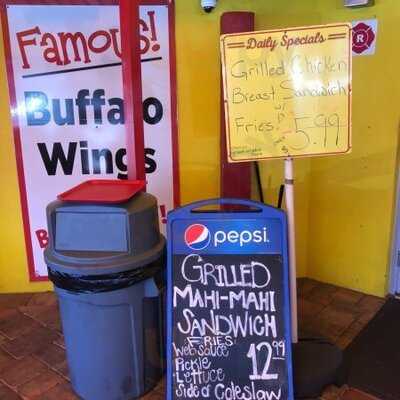 Famous!
Buffalo
Wings
Daily Specials
Grilled Chicken
Breast Sandwich
w/
Fries
$5.99
R
pepsi
GRILLED
MAHI-MAHI
SANDWICH
FRIES
Pickle
Lettuce
12.99
Side of Coleslaw